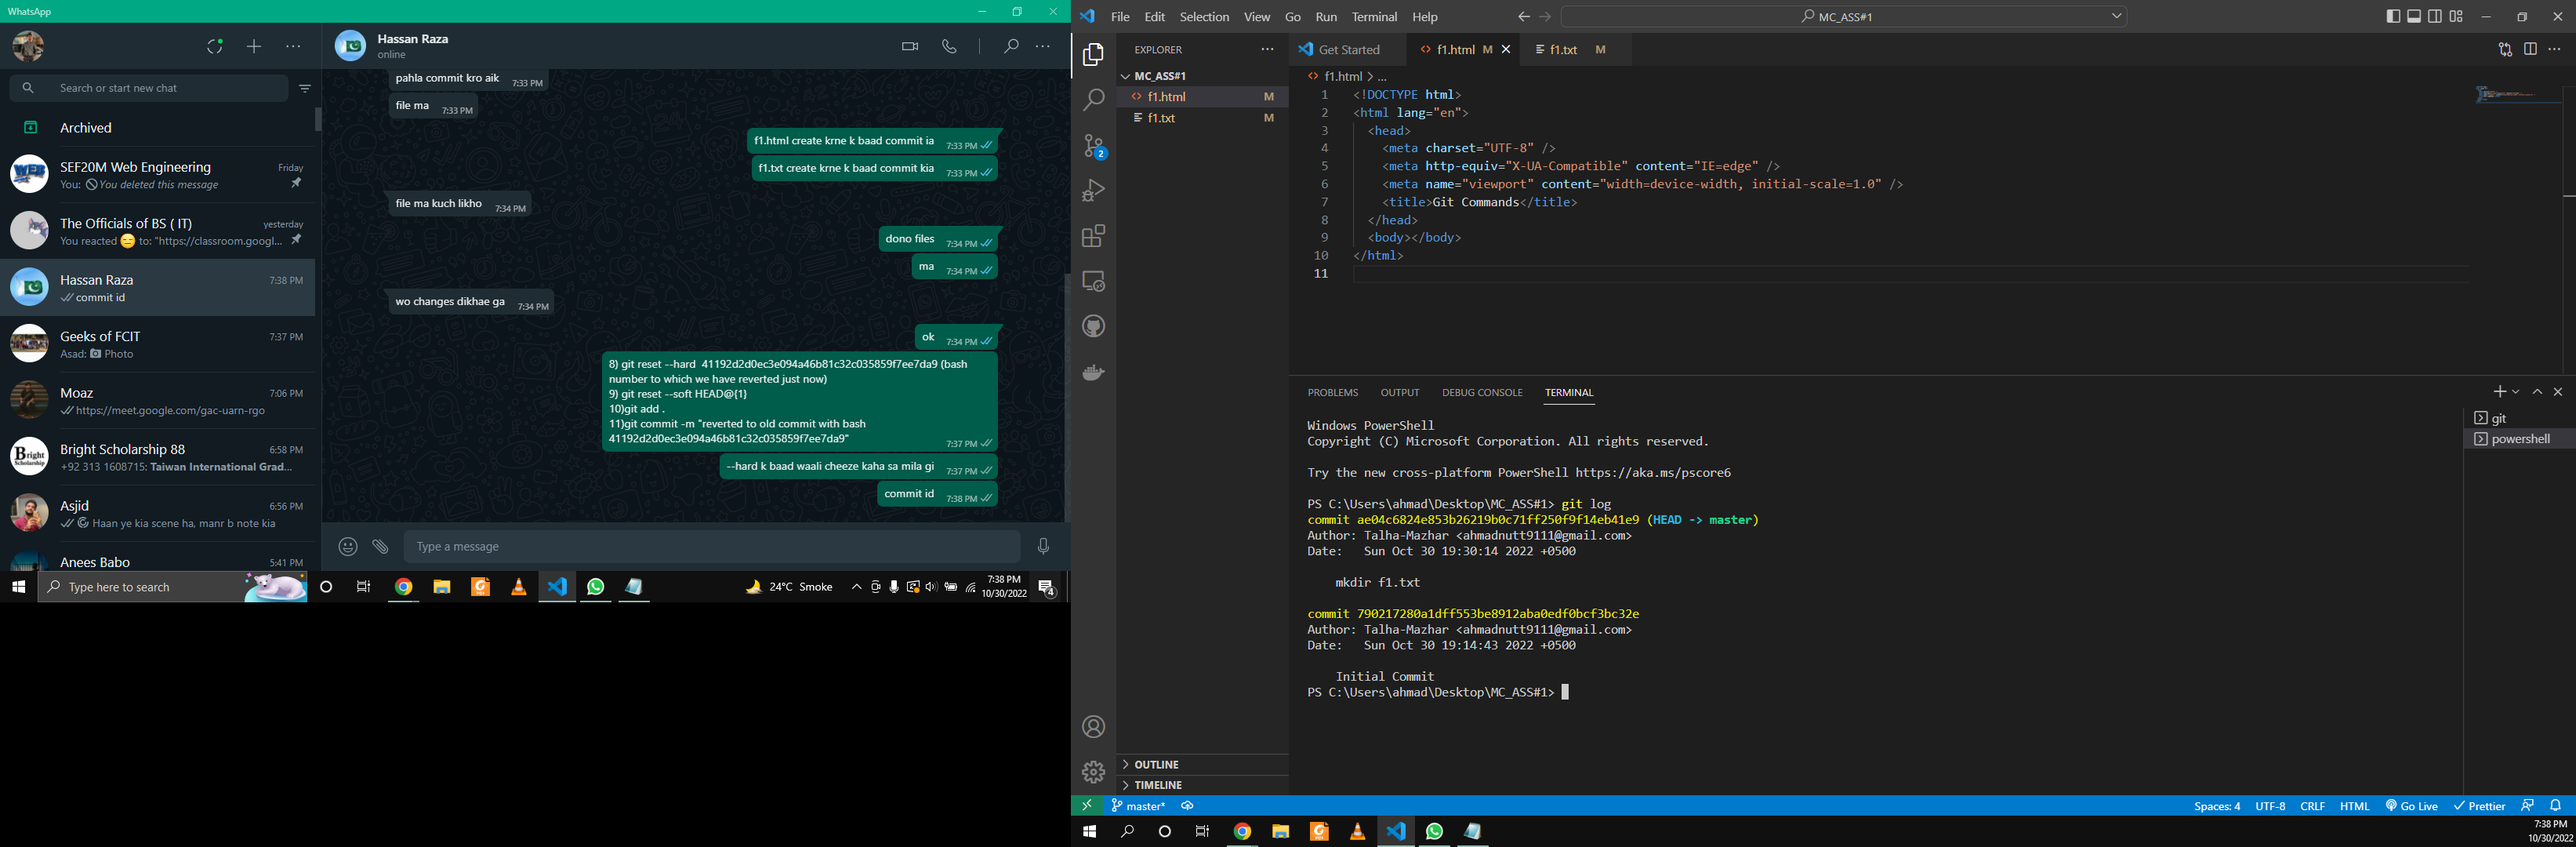 WhatsApp
Search or start new chat
Archived
SEF20M Web Engineering
Friday
You: You deleted this message
The Officials of BS ( IT)
yesterday
You reacted 😑 to: "https://classroom.googl...
Hassan Raza
7:38 PM
commit id
Geeks of FCIT
7:37 PM
Asad: Photo
Moaz
7:06 PM
https://meet.google.com/gac-uarn-rgo
Bright Scholarship 88
6:58 PM
+92 313 1608715: Taiwan International Grad...
Asjid
6:56 PM
Haan ye kia scene ha, manr b note kia
Anees Babo
5:41 PM
Hassan Raza
online
pahla commit kro aik 7:33 PM
file ma 7:33 PM
f1.html create krne k baad commit ia 7:33 PM
f1.txt create krne k baad commit kia 7:33 PM
file ma kuch likho 7:34 PM
dono files 7:34 PM
ma 7:34 PM
wo changes dikhae ga 7:34 PM
ok 7:34 PM
8) git reset --hard 41192d2d0ec3e094a46b81c32c035859f7ee7da9 (bash
number to which we have reverted just now)
9) git reset --soft HEAD@{1}
10)git add .
11)git commit -m "reverted to old commit with bash
41192d2d0ec3e094a46b81c32c035859f7ee7da9"
7:37 PM
--hard k baad waali cheeze kaha sa mila gi 7:37 PM
commit id 7:38 PM
Type a message
Type here to search
24°C Smoke
7:38 PM
10/30/2022
4
File Edit Selection View Go Run Terminal Help
MC_ASS#1
EXPLORER
MC_ASS#1
f1.html M
f1.txt M
2
OUTLINE
TIMELINE
Get Started
f1.html M
f1.txt M
f1.html > ...
1 <!DOCTYPE html>
2 <html lang="en">
3 <head>
4 <meta charset="UTF-8" />
5 <meta http-equiv="X-UA-Compatible" content="IE=edge" />
6 <meta name="viewport" content="width=device-width, initial-scale=1.0" />
7 <title>Git Commands</title>
8 </head>
9 <body></body>
10 </html>
11
PROBLEMS OUTPUT DEBUG CONSOLE TERMINAL
git
powershell
Windows PowerShell
Copyright (C) Microsoft Corporation. All rights reserved.
Try the new cross-platform PowerShell https://aka.ms/pscore6
PS C:\Users\ahmad\Desktop\MC_ASS#1> git log
commit ae04c6824e853b26219b0c71ff250f9f14eb41e9 (HEAD -> master)
Author: Talha-Mazhar <ahmadnutt9111@gmail.com>
Date: Sun Oct 30 19:30:14 2022 +0500
mkdir f1.txt
commit 790217280a1dff553be8912aba0edf0bcf3bc32e
Author: Talha-Mazhar <ahmadnutt9111@gmail.com>
Date: Sun Oct 30 19:14:43 2022 +0500
Initial Commit
PS C:\Users\ahmad\Desktop\MC_ASS#1>
master*
Spaces: 4 UTF-8 CRLF HTML Go Live Prettier
7:38 PM
10/30/2022